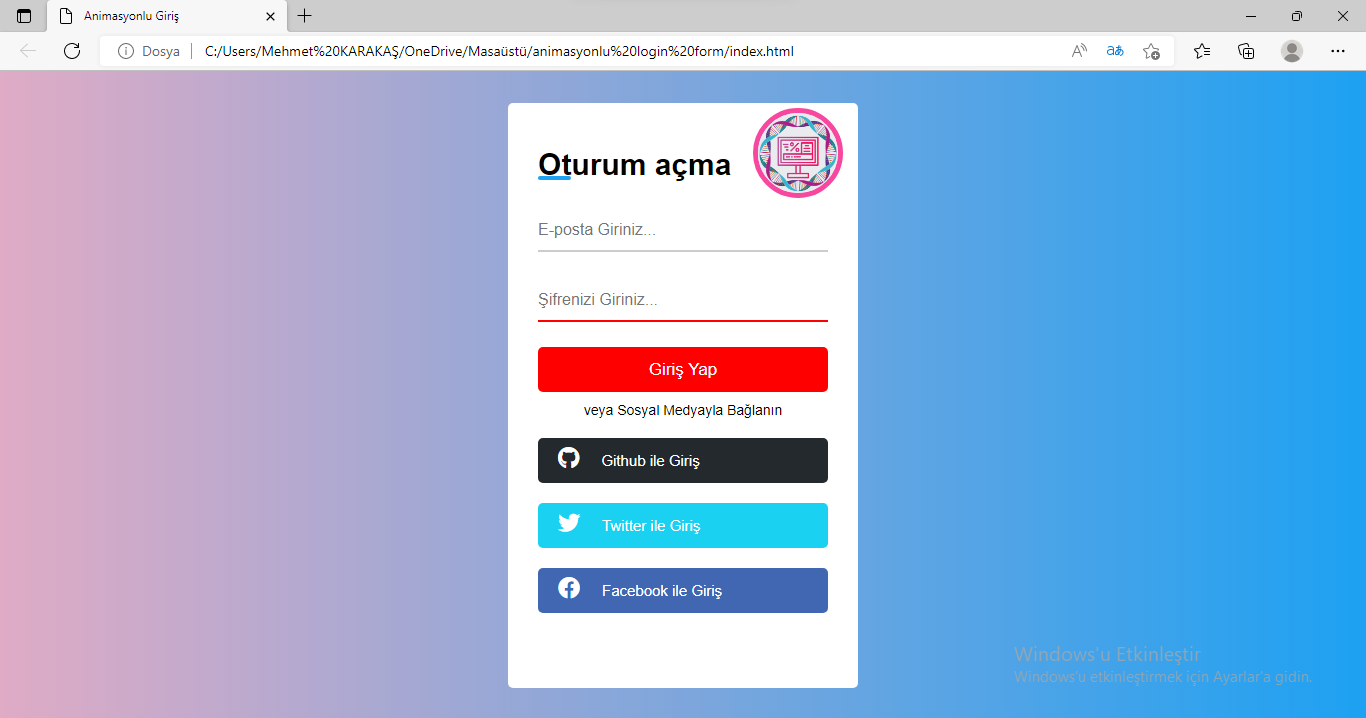 Animasyonlu Giriş
Dosya
C:/Users/Mehmet%20KARAKAŞ/OneDrive/Masaüstü/animasyonlu%20login%20form/index.html
Oturum açma
E-posta Giriniz...
Şifrenizi Giriniz...
Giriş Yap
veya Sosyal Medyayla Bağlanın
Github ile Giriş
Twitter ile Giriş
Facebook ile Giriş
Windows'u Etkinleştir
Windows'u etkinleştirmek için Ayarlar'a gidin.